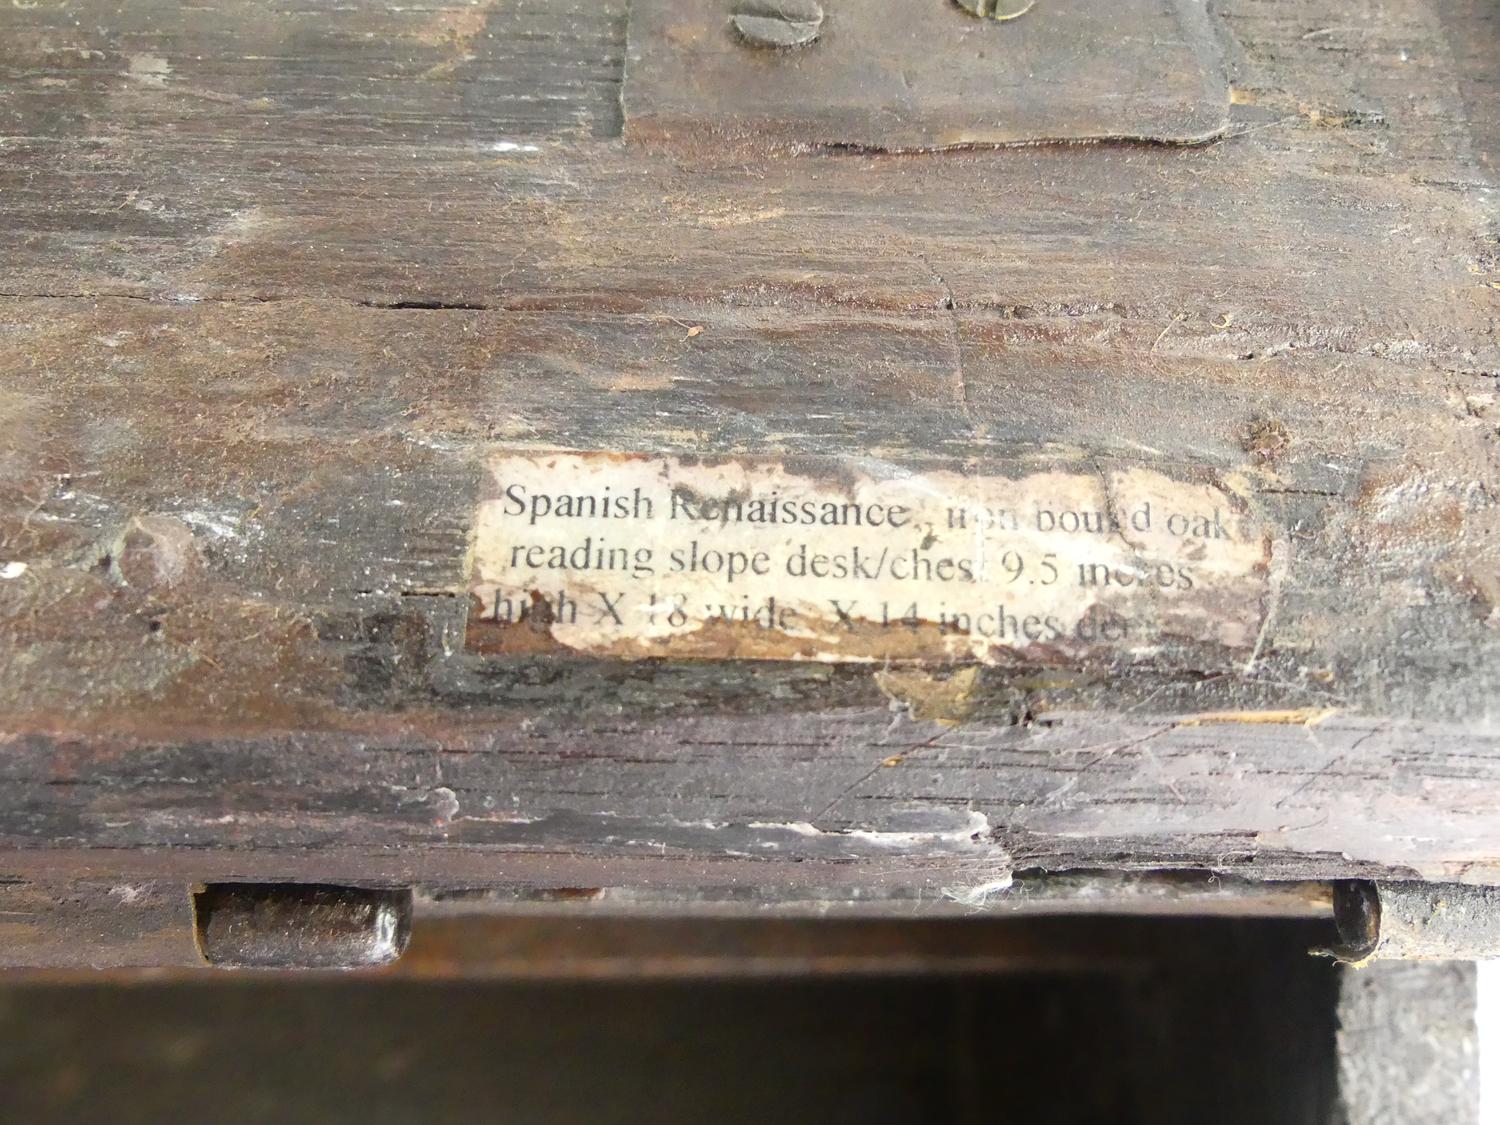 Spanish Renaissance, iron bound oak
reading slope desk/chest 9.5 inches
high X 18 wide X 14 inches